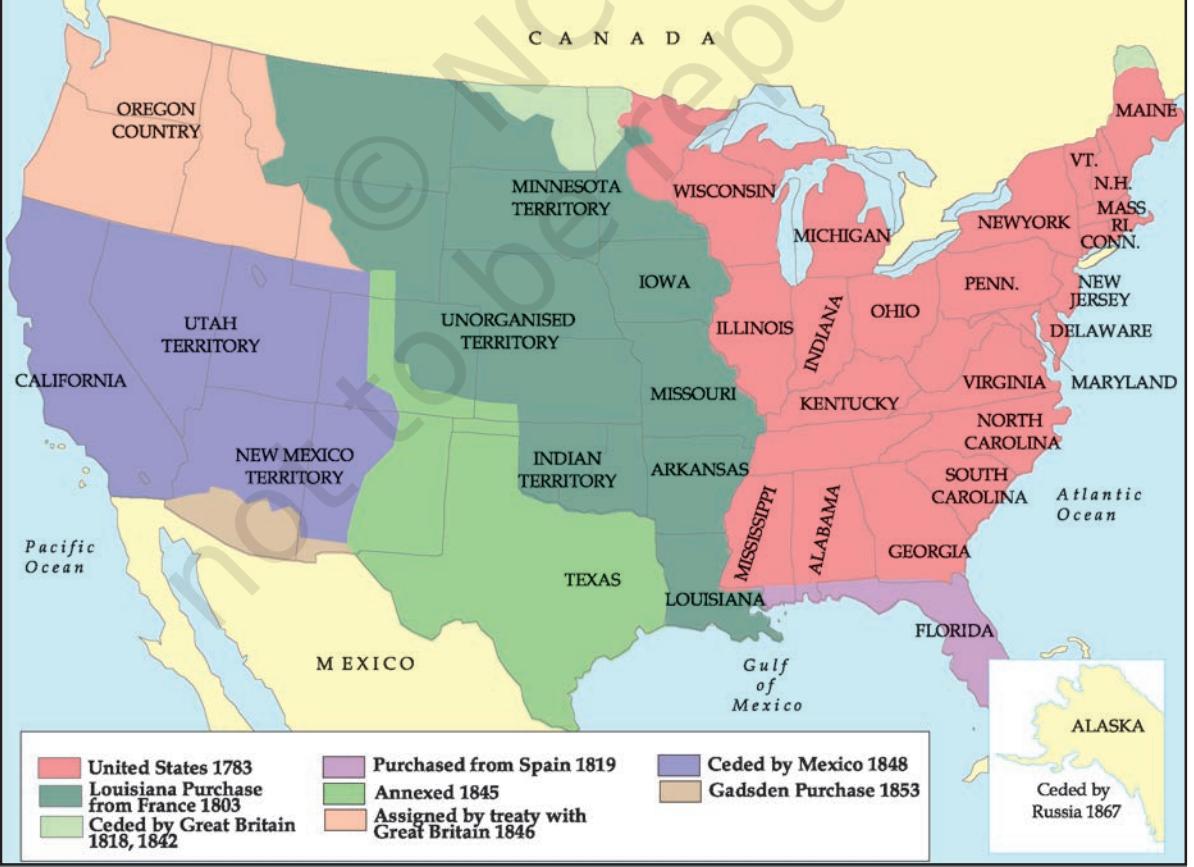 C A N A D A
OREGON
COUNTRY
MAINE
VT.
N.H.
MASS
RI.
CONN.
MINNESOTA
TERRITORY
WISCONSIN
MICHIGAN
NEWYORK
IOWA
PENN.
NEW
JERSEY
UTAH
TERRITORY
UNORGANISED
TERRITORY
ILLINOIS
INDIANA
OHIO
DELAWARE
CALIFORNIA
MISSOURI
KENTUCKY
VIRGINIA
MARYLAND
NORTH
CAROLINA
NEW MEXICO
TERRITORY
INDIAN
TERRITORY
ARKANSAS
SOUTH
CAROLINA
Atlantic
Ocean
MISSISSIPPI
ALABAMA
GEORGIA
Pacific
Ocean
TEXAS
LOUISIANA
FLORIDA
MEXICO
Gulf
of
Mexico
ALASKA
Ceded by
Russia 1867
United States 1783
Louisiana Purchase
from France 1803
Ceded by Great Britain
1818, 1842
Purchased from Spain 1819
Annexed 1845
Assigned by treaty with
Great Britain 1846
Ceded by Mexico 1848
Gadsden Purchase 1853
© NC
not to be repu